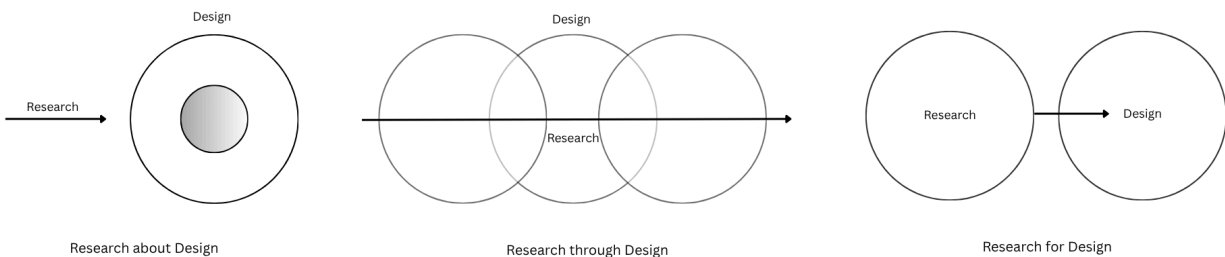 Design
Research
Research about Design
Design
Research
Research through Design
Research
Design
Research for Design